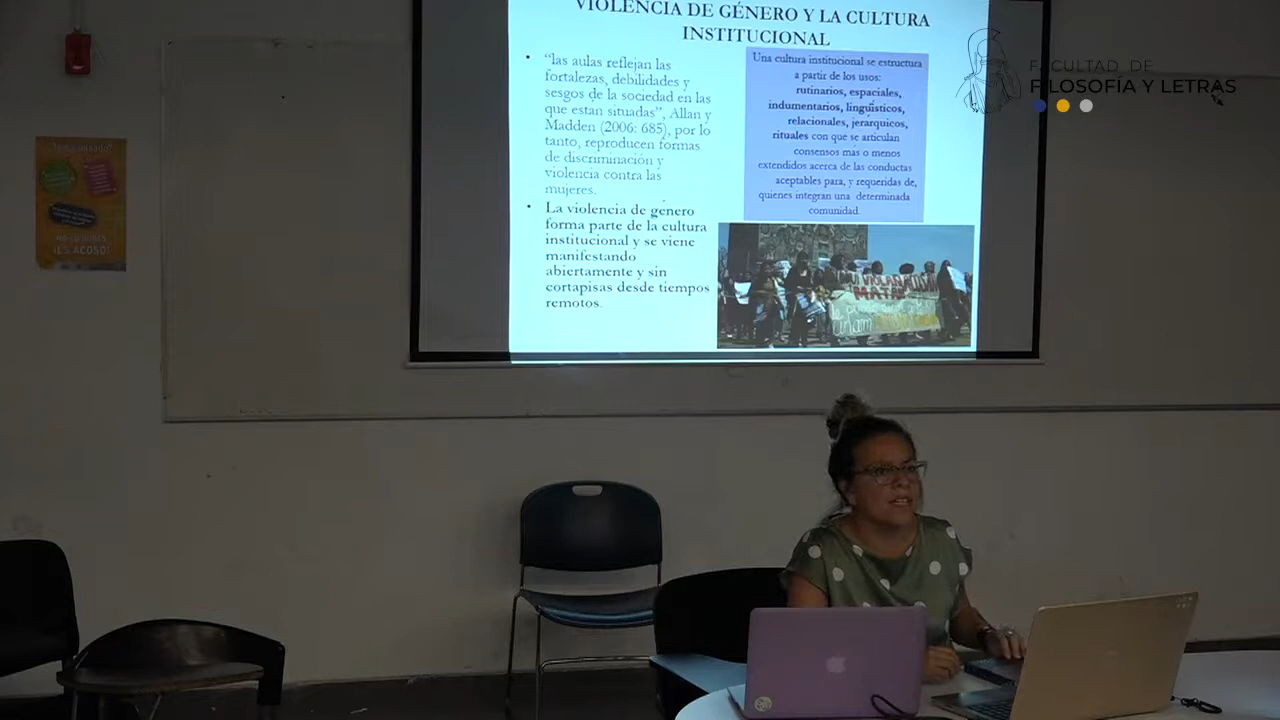 VIOLENCIA DE GÉNERO Y LA CULTURA
INSTITUCIONAL
• “las aulas reflejan las
fortalezas, debilidades y
sesgos de la sociedad en las
que estan situadas”, Allan y
Madden (2006: 685), por lo
tanto, reproducen formas
de discriminación y
violencia contra las
mujeres.
• La violencia de genero
forma parte de la cultura
institucional y se viene
manifestando
abiertamente y sin
cortapisas desde tiempos
remotos.
Una cultura institucional se estructura
a partir de los usos:
rutinarios, espaciales,
indumentarios, lingüísticos,
relacionales, jerárquicos,
rituales con que se articulan
consensos más o menos
extendidos acerca de las conductas
aceptables para, y requeridas de,
quienes integran una determinada
comunidad.
MATA
unam
FACULTAD DE
FILOSOFÍA Y LETRAS
¡ES ACOSO!